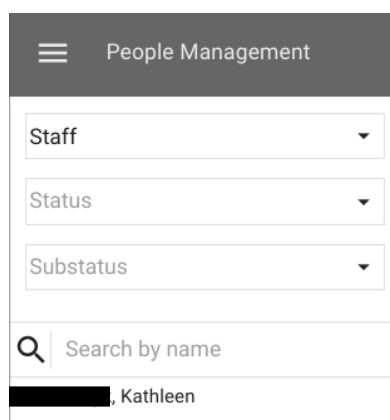 People Management
Staff
Status
Substatus
Search by name
, Kathleen